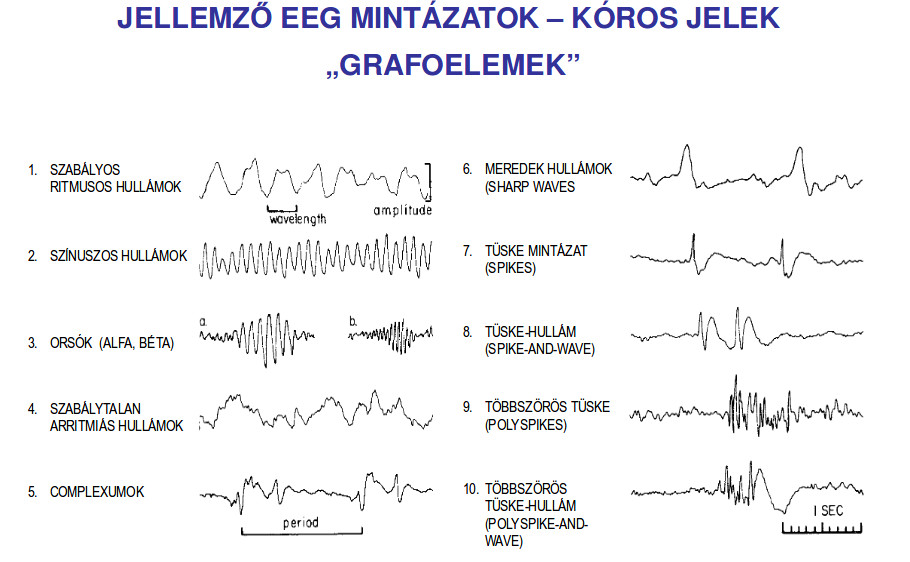 JELLEMZŐ EEG MINTÁZATOK – KÓROS JELEK
„GRAFOELEMEK”
1. SZABÁLYOS
RITMUSOS HULLÁMOK
wavelength
amplitude
2. SZÍNUSZOS HULLÁMOK
3. ORSÓK (ALFA, BÉTA)
a.
b.
4. SZABÁLYTALAN
ARRITMIÁS HULLÁMOK
5. COMPLEXUMOK
period
6. MEREDEK HULLÁMOK
(SHARP WAVES
7. TÜSKE MINTÁZAT
(SPIKES)
8. TÜSKE-HULLÁM
(SPIKE-AND-WAVE)
9. TÖBBSZÖRÖS TÜSKE
(POLYSPIKES)
10. TÖBBSZÖRÖS
TÜSKE-HULLÁM
(POLYSPIKE-AND-
WAVE)
1 SEC